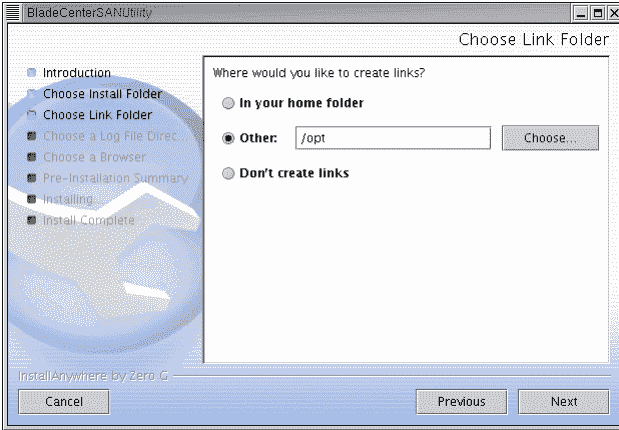 BladeCenterSANUtility
Choose Link Folder
Introduction
Choose Install Folder
Choose Link Folder
Choose a Log File Direc...
Choose a Browser
Pre-Installation Summary
Installing...
Install Complete
Where would you like to create links?
In your home folder
Other: /opt Choose...
Don't create links
InstallAnywhere by Zero G
Cancel Previous Next